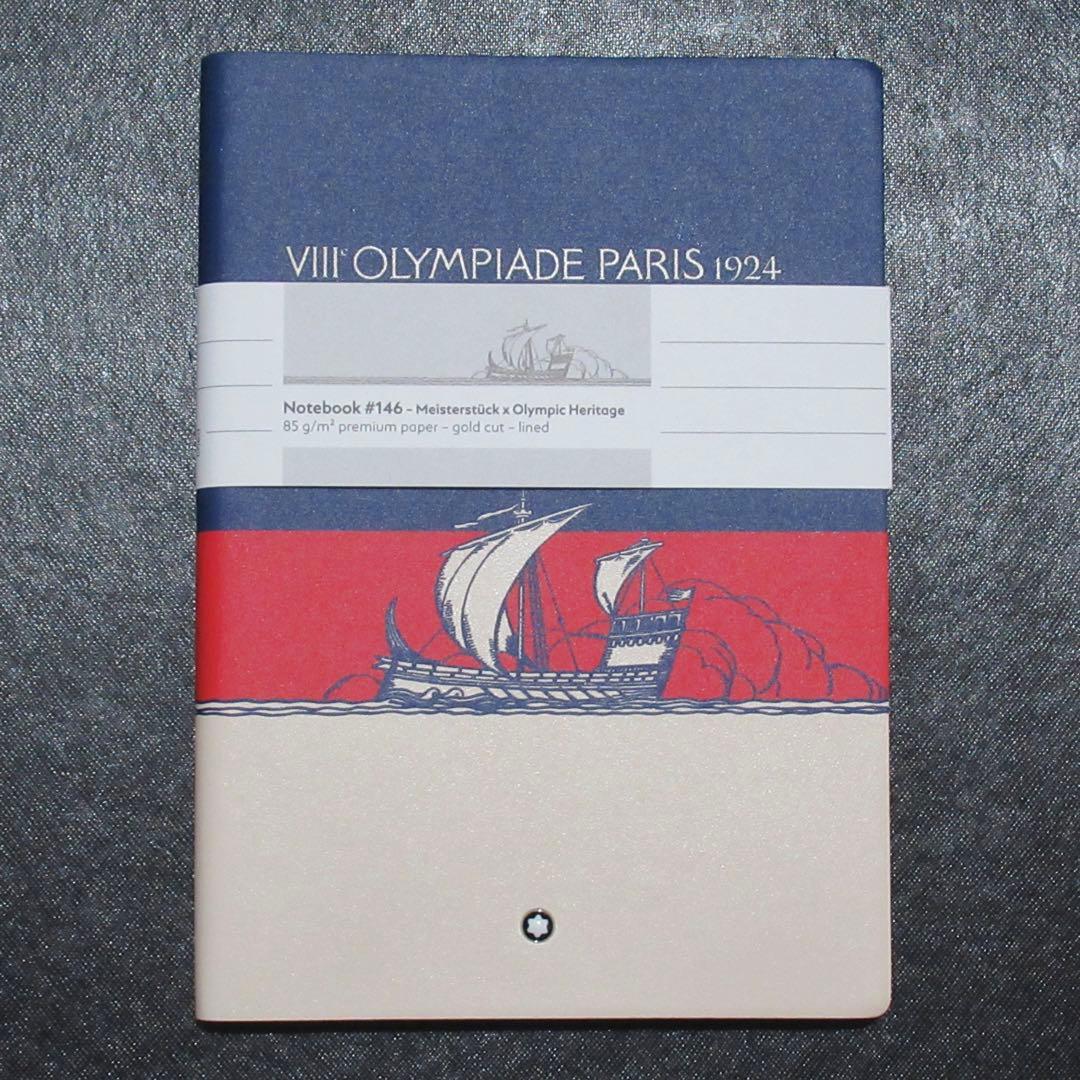 VIIIᵉ OLYMPIADE PARIS 1924
Notebook #146 – Meisterstück x Olympic Heritage
85 g/m² premium paper – gold cut – lined